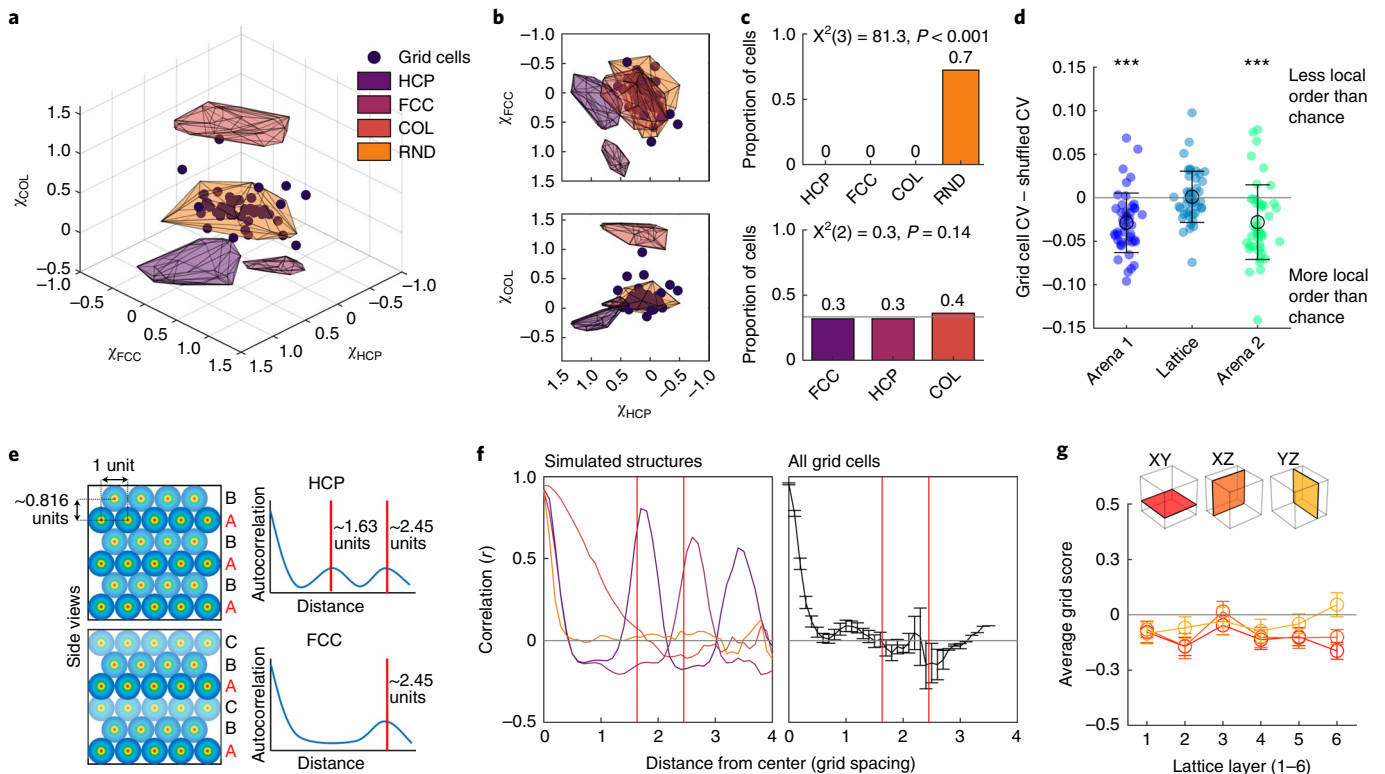 a
1.5
1.0
0.5
0
−0.5
−1.0
−0.5
0
0.5
1.0
1.5
1.5
1.0
0.5
0
−0.5
−1.0
χCOL
χFCC
χHCP
Grid cells
HCP
FCC
COL
RND
b
−1.0
−0.5
0
0.5
1.0
1.5
χFCC
1.5
1.0
0.5
0
−0.5
χCOL
1.5
1.0
0.5
0
−0.5
−1.0
χHCP
c
X²(3) = 81.3, P < 0.001
1.0
0.5
0
Proportion of cells
0
0
0
0.7
HCP
FCC
COL
RND
X²(2) = 0.3, P = 0.14
1.0
0.5
0
Proportion of cells
0.3
0.3
0.4
FCC
HCP
COL
d
0.15
0.10
0.05
0
−0.05
−0.10
−0.15
Grid cell CV − shuffled CV
***
***
Less local
order than
chance
More local
order than
chance
Arena 1
Lattice
Arena 2
e
1 unit
~0.816
units
Side views
B
A
B
A
B
A
C
B
A
C
B
A
HCP
Autocorrelation
~1.63
units
~2.45
units
Distance
FCC
Autocorrelation
~2.45
units
Distance
f
Simulated structures
All grid cells
1.0
0.5
0
−0.5
Correlation (r)
0
1
2
3
4
0
1
2
3
4
Distance from center (grid spacing)
g
XY
XZ
YZ
0.5
0.3
0
−0.3
−0.5
Average grid score
1
2
3
4
5
6
Lattice layer (1–6)